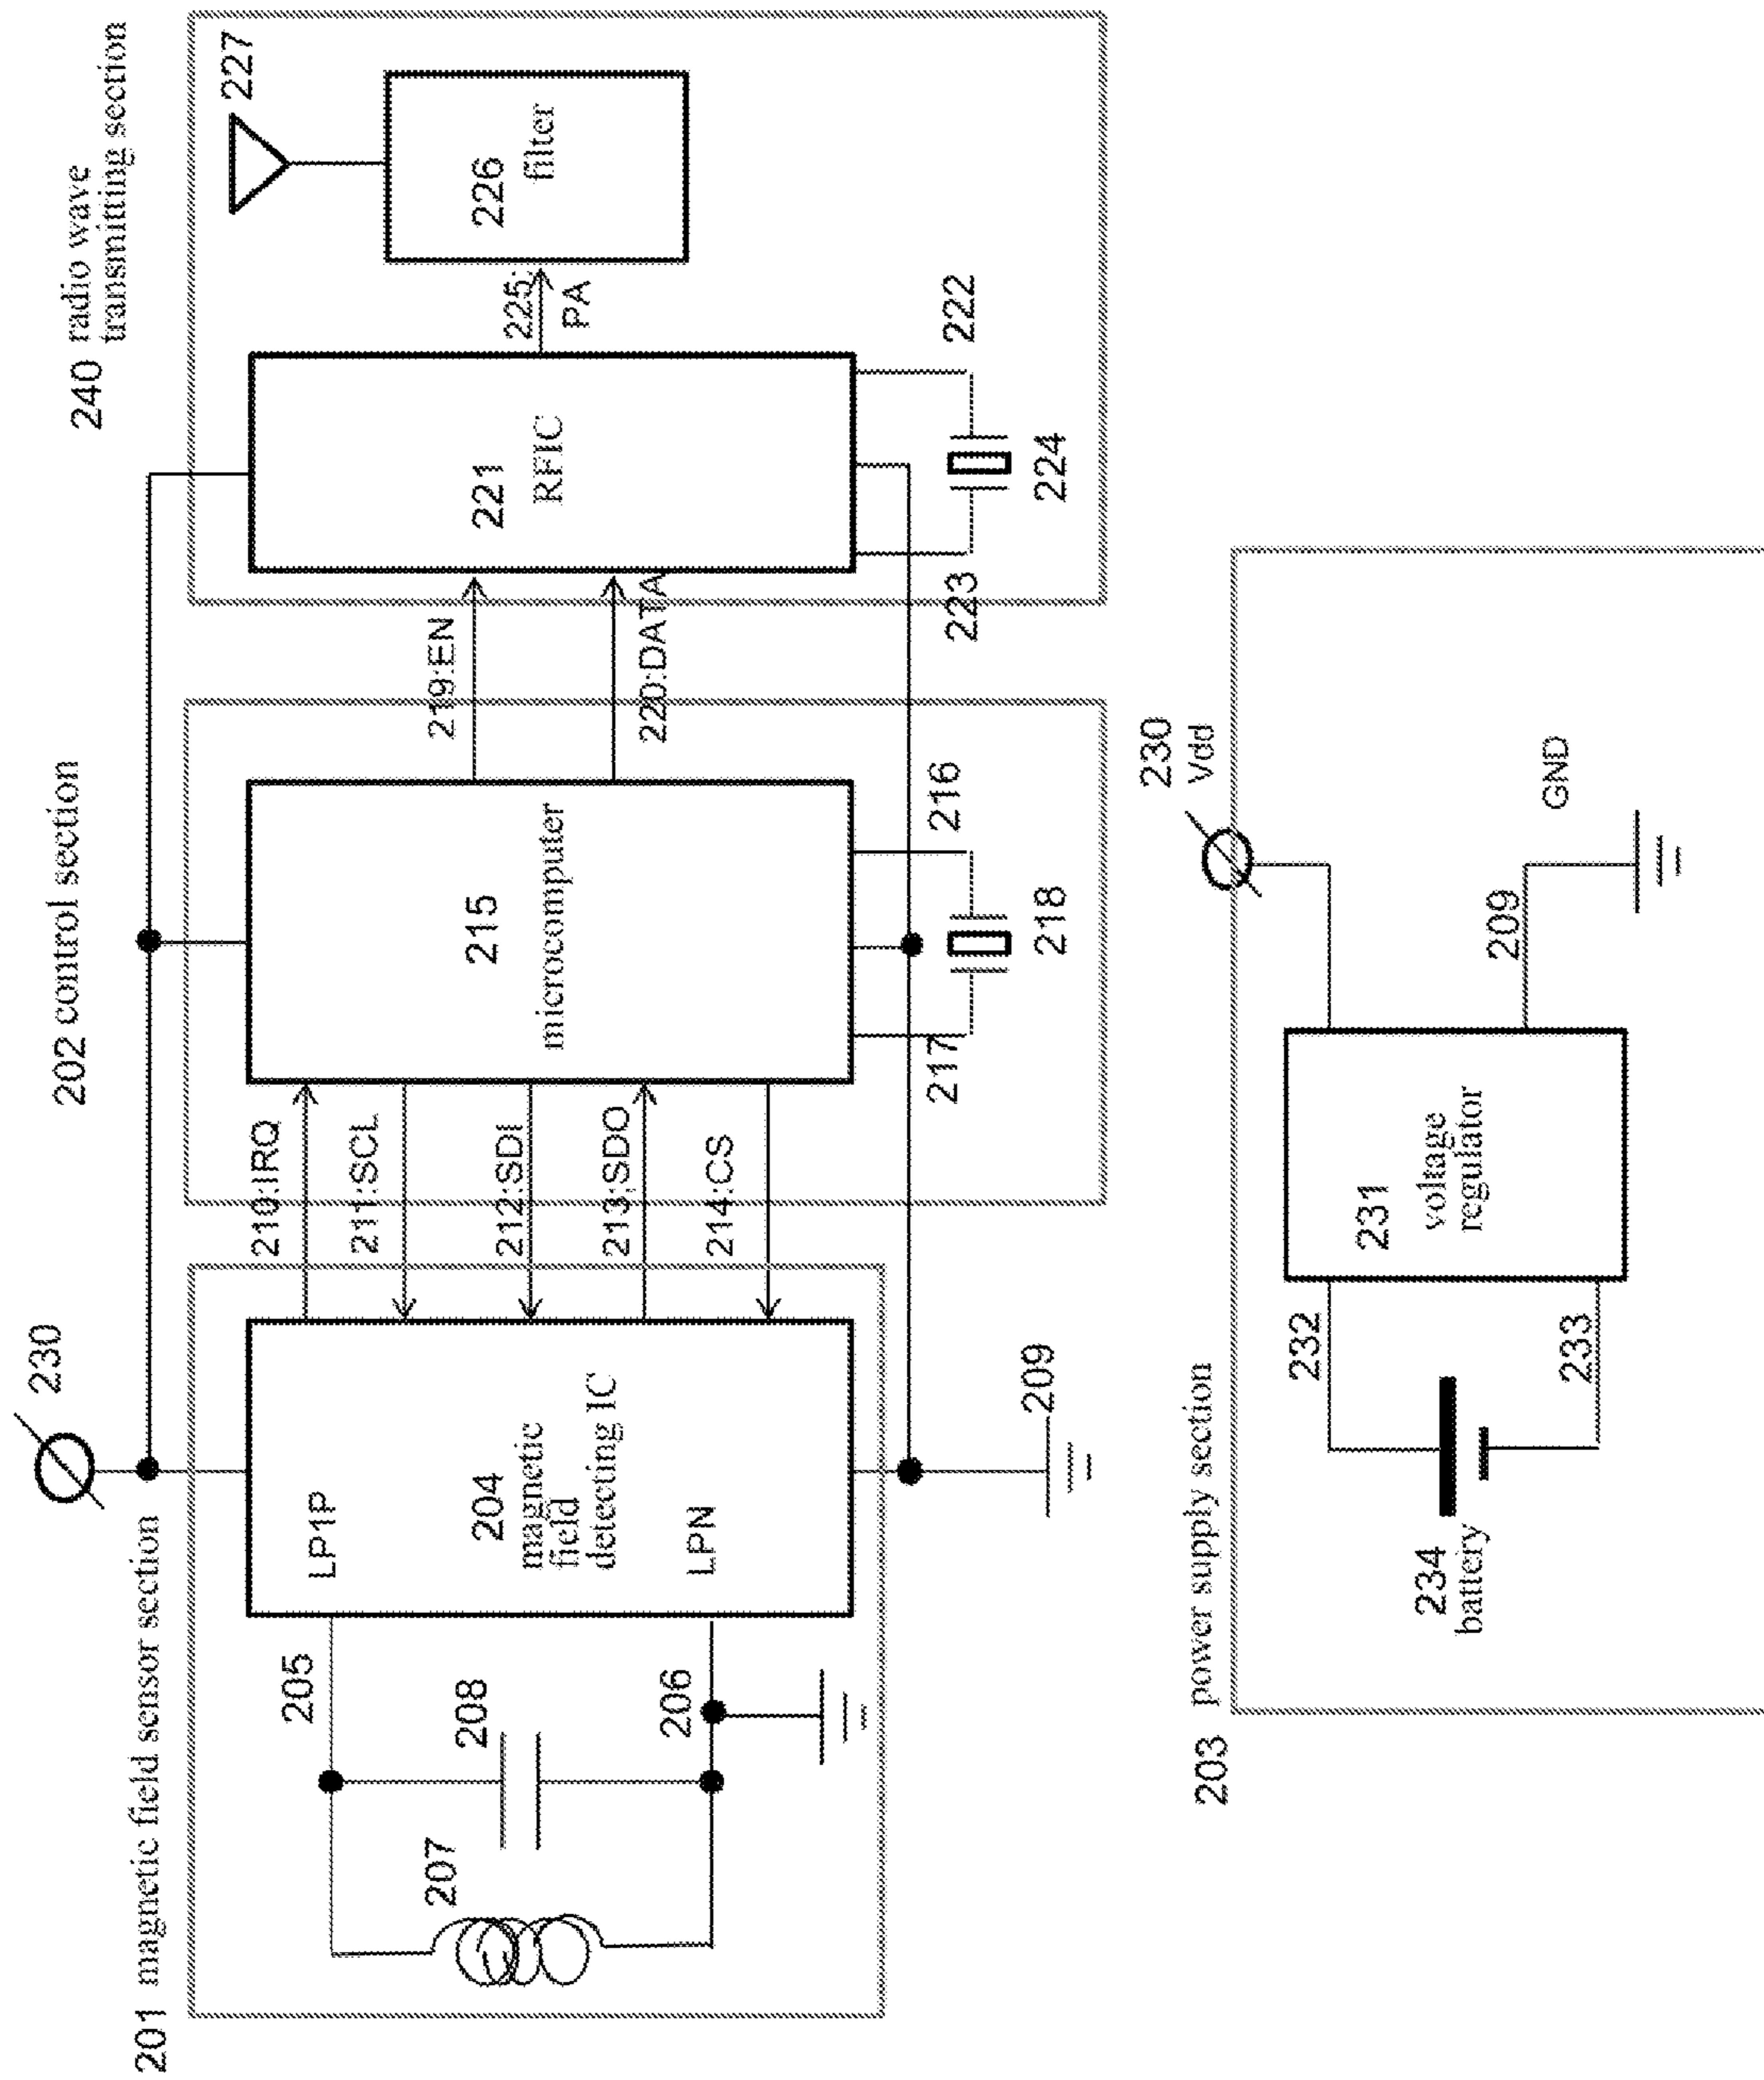 230
201 magnetic field sensor section
202 control section
240 radio wave
transmitting section
205
LP1P
210:IRQ
227
207
208
204
magnetic
field
detecting IC
211:SCL
215
microcomputer
219:EN
221
RFIC
225:
PA
226
filter
212:SDI
213:SDO
220:DATA
206
LPN
214:CS
217
216
223
222
209
218
224
203 power supply section
230
Vdd
232
231
voltage
regulator
234
battery
233
209
GND